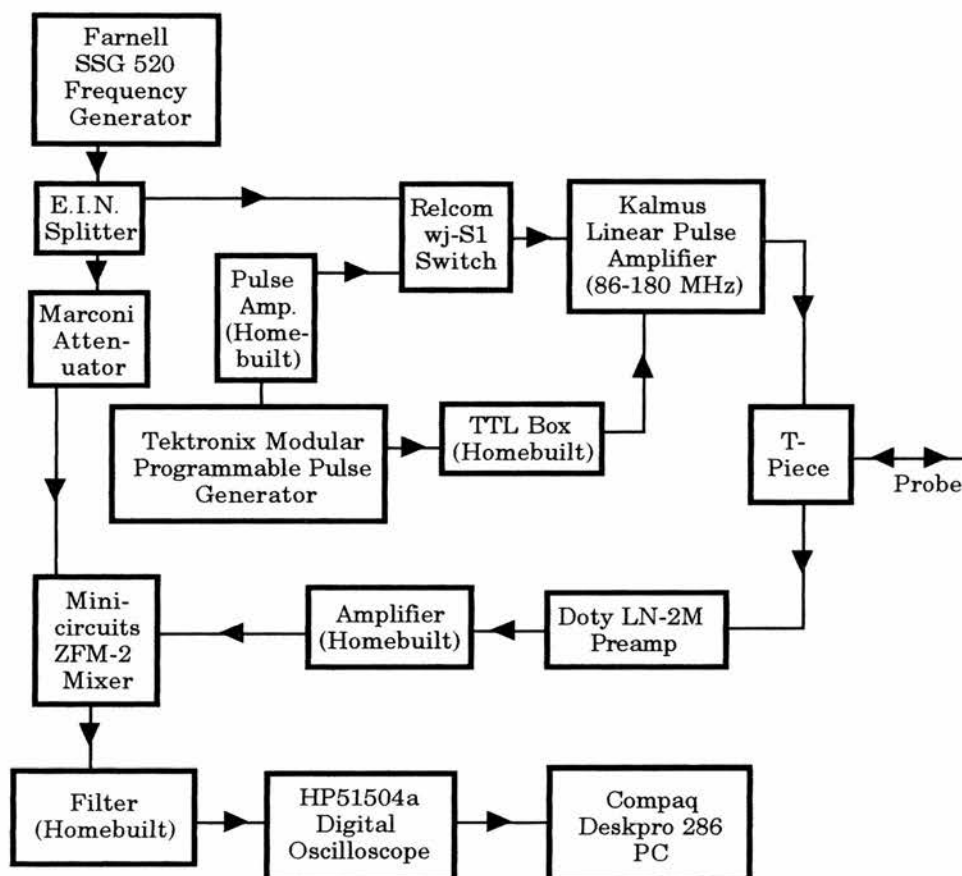 Farnell
SSG 520
Frequency
Generator
E.I.N.
Splitter
Relcom
wj-S1
Switch
Kalmus
Linear Pulse
Amplifier
(86-180 MHz)
Pulse
Amp.
(Home-
built)
Marconi
Atten-
uator
Tektronix Modular
Programmable Pulse
Generator
TTL Box
(Homebuilt)
T-
Piece
Probe
Mini-
circuits
ZFM-2
Mixer
Amplifier
(Homebuilt)
Doty LN-2M
Preamp
Filter
(Homebuilt)
HP51504a
Digital
Oscilloscope
Compaq
Deskpro 286
PC